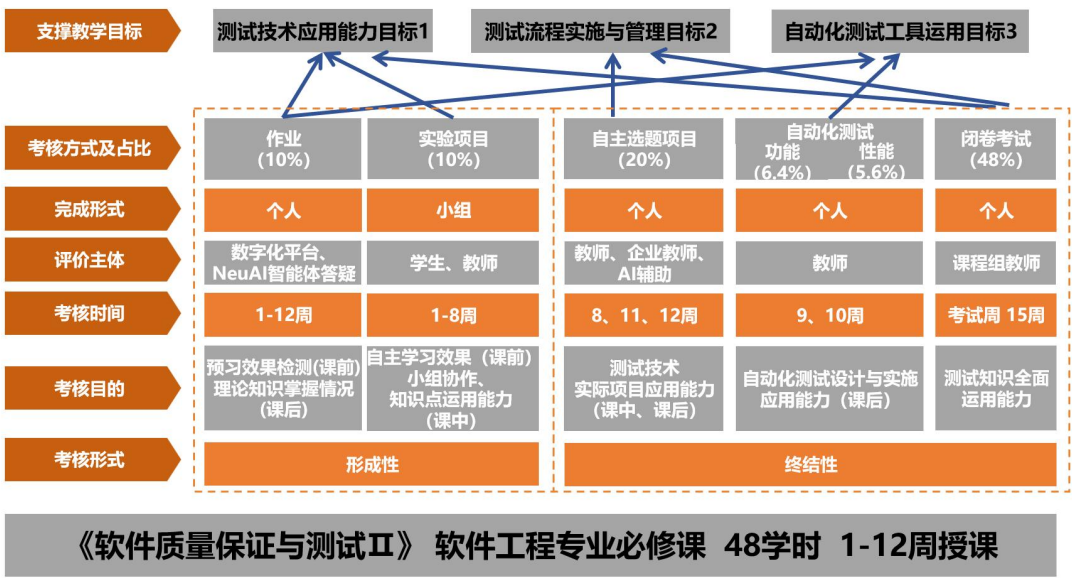 支撑教学目标
测试技术应用能力目标1
测试流程实施与管理目标2
自动化测试工具运用目标3
考核方式及占比
作业
（10%）
实验项目
（10%）
自主选题项目
（20%）
自动化测试
功能 性能
（6.4%） （5.6%）
闭卷考试
（48%）
完成形式
个人
小组
个人
个人
个人
评价主体
数字化平台、
NeuAI智能体答疑
学生、教师
教师、企业教师、
AI辅助
教师
课程组教师
考核时间
1-12周
1-8周
8、11、12周
9、10周
考试周 15周
考核目的
预习效果检测(课前)
理论知识掌握情况
(课后)
自主学习效果（课前）
小组协作、
知识点运用能力
(课中)
测试技术
实际项目应用能力
(课中、课后)
自动化测试设计与实施
应用能力（课后）
测试知识全面
运用能力
考核形式
形成性
终结性
《软件质量保证与测试Ⅱ》 软件工程专业必修课 48学时 1-12周授课